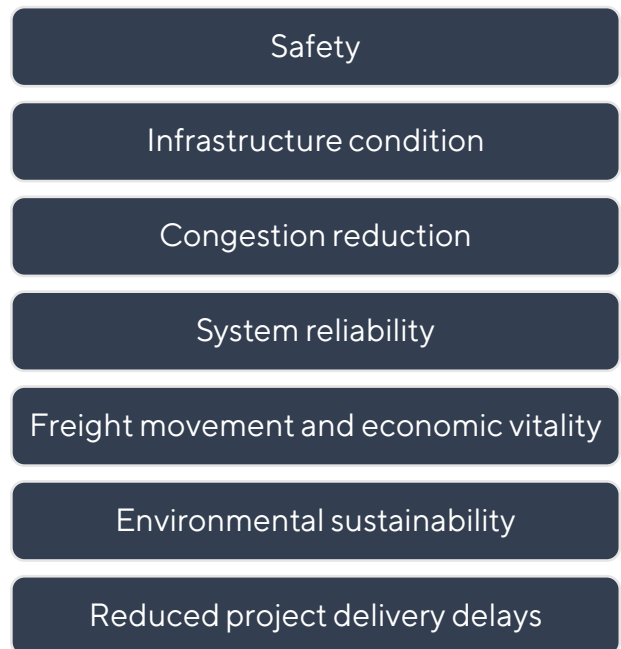 Safety
Infrastructure condition
Congestion reduction
System reliability
Freight movement and economic vitality
Environmental sustainability
Reduced project delivery delays